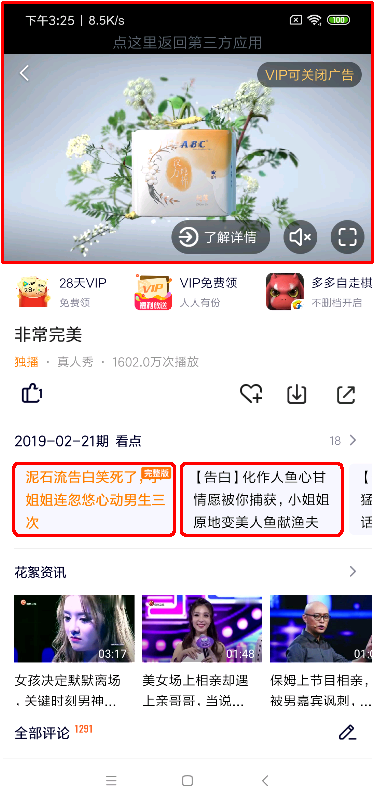 下午3:25 | 8.5K/s
100
点这里返回第三方应用
VIP可关闭广告
ABC
了解详情
28天VIP
免费领
VIP
VIP免费领
人人有份
多多自走棋
不删档开启
非常完美
独播 · 真人秀 · 1602.0万次播放
1
2019-02-21期 看点
18
泥石流告白笑死了,小
完整版
姐姐连忽悠心动男生三
次
【告白】化作人鱼心甘
情愿被你捕获,小姐姐
原地变美人鱼献渔夫
【
猛
话
花絮资讯
03:17
01:48
女孩决定默默离场
,关键时刻男神...
美女场上相亲却遇
上亲哥哥,当说...
保姆上节目相亲,
被男嘉宾讽刺,...
全部评论 1291